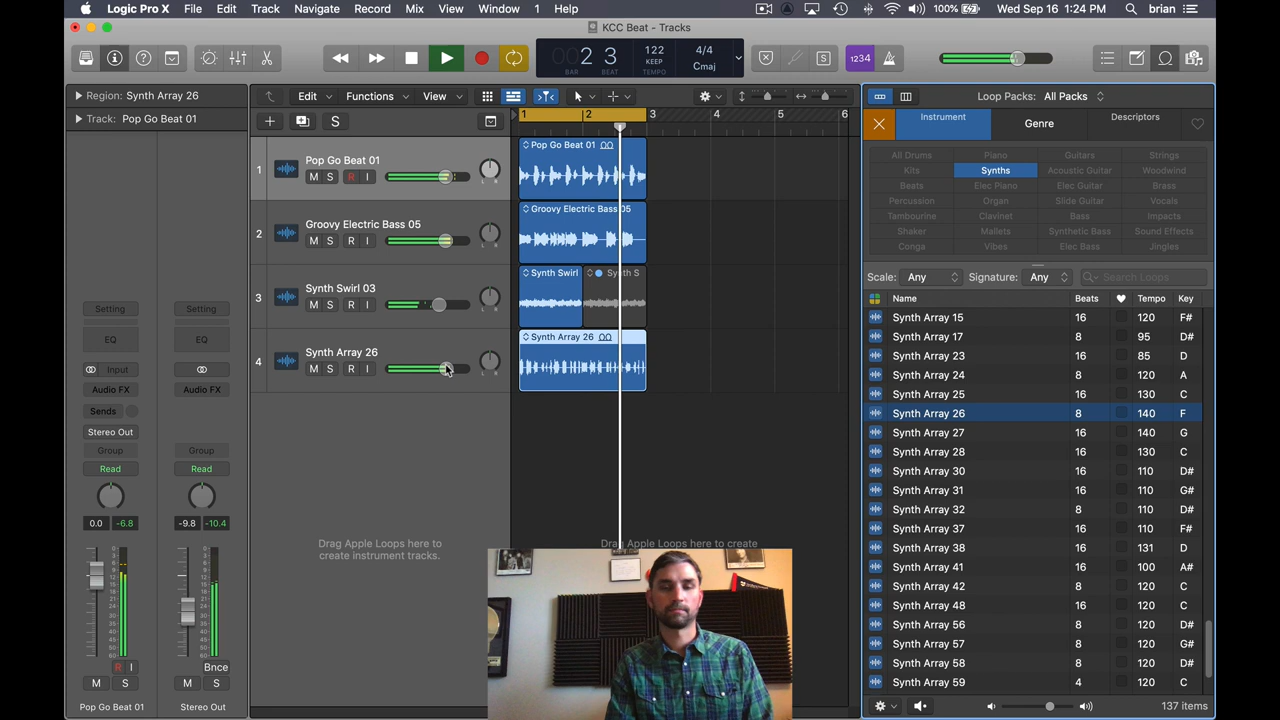 Logic Pro X File Edit Track Navigate Record Mix View Window 1 Help 100% Wed Sep 16 1:24 PM brian
KCC Beat - Tracks
002 3 122 4/4
KEEP Cmaj
BAR BEAT TEMPO
1234
Region: Synth Array 26
Track: Pop Go Beat 01
Edit Functions View
Loop Packs: All Packs
S
1 2 3 4 5 6
Instrument Genre Descriptors
All Drums Piano Guitars Strings
Kits Synths Acoustic Guitar Woodwind
Beats Elec Piano Elec Guitar Brass
Percussion Organ Slide Guitar Vocals
Tambourine Clavinet Bass Impacts
Shaker Mallets Synthetic Bass Sound Effects
Conga Vibes Elec Bass Jingles
Scale: Any Signature: Any Search Loops
Name Beats Tempo Key
Synth Array 15 16 120 F#
Synth Array 17 8 95 D#
Synth Array 23 16 85 D
Synth Array 24 8 120 A
Synth Array 25 16 130 C
Synth Array 26 8 140 F
Synth Array 27 16 140 G
Synth Array 28 16 130 C
Synth Array 30 16 110 D#
Synth Array 31 16 110 G#
Synth Array 32 8 110 D#
Synth Array 37 16 110 F#
Synth Array 38 16 131 D
Synth Array 41 16 100 A#
Synth Array 42 8 120 C
Synth Array 48 16 120 C
Synth Array 56 8 120 D#
Synth Array 57 8 120 G#
Synth Array 58 8 120 D#
Synth Array 59 4 120 C
137 items
1 Pop Go Beat 01
M S R I
L R
Pop Go Beat 01
2 Groovy Electric Bass 05
M S R I
Groovy Electric Bass 05
3 Synth Swirl 03
M S R I
Synth Swirl Synth S
4 Synth Array 26
M S R I
Synth Array 26
Drag Apple Loops here to
create instrument tracks.
Drag Apple Loops here to create
Setting Setting
EQ EQ
Input
Audio FX Audio FX
Sends
Stereo Out
Group Group
Read Read
0.0 -6.8 -9.8 -10.4
R I Bnce
M S M S
Pop Go Beat 01 Stereo Out